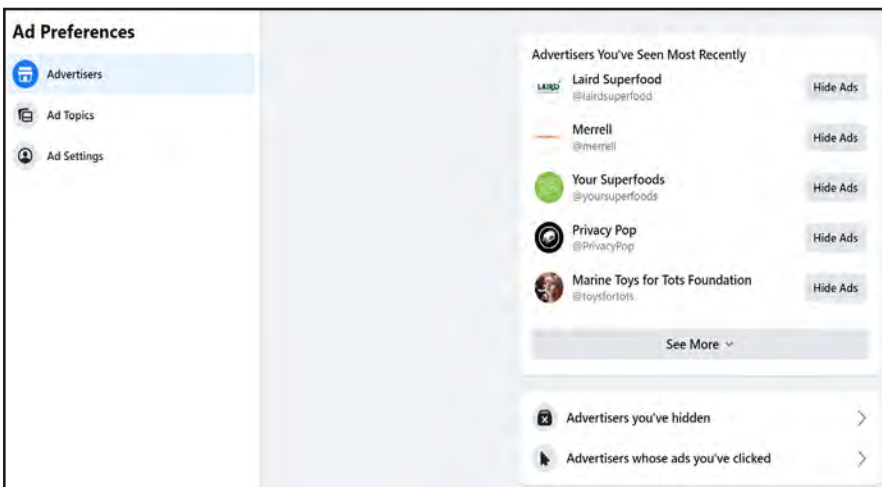 Ad Preferences
Advertisers
Ad Topics
Ad Settings
Advertisers You've Seen Most Recently
LAIRD
Laird Superfood
@lairdsuperfood
Hide Ads
Merrell
@merrell
Hide Ads
Your Superfoods
@yoursuperfoods
Hide Ads
Privacy Pop
@PrivacyPop
Hide Ads
Marine Toys for Tots Foundation
@toysfortots
Hide Ads
See More
Advertisers you've hidden
Advertisers whose ads you've clicked